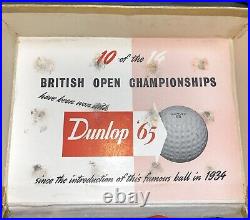 10 of the 14
BRITISH OPEN CHAMPIONSHIPS
have been won with
Dunlop '65
since the introduction of this famous ball in 1934